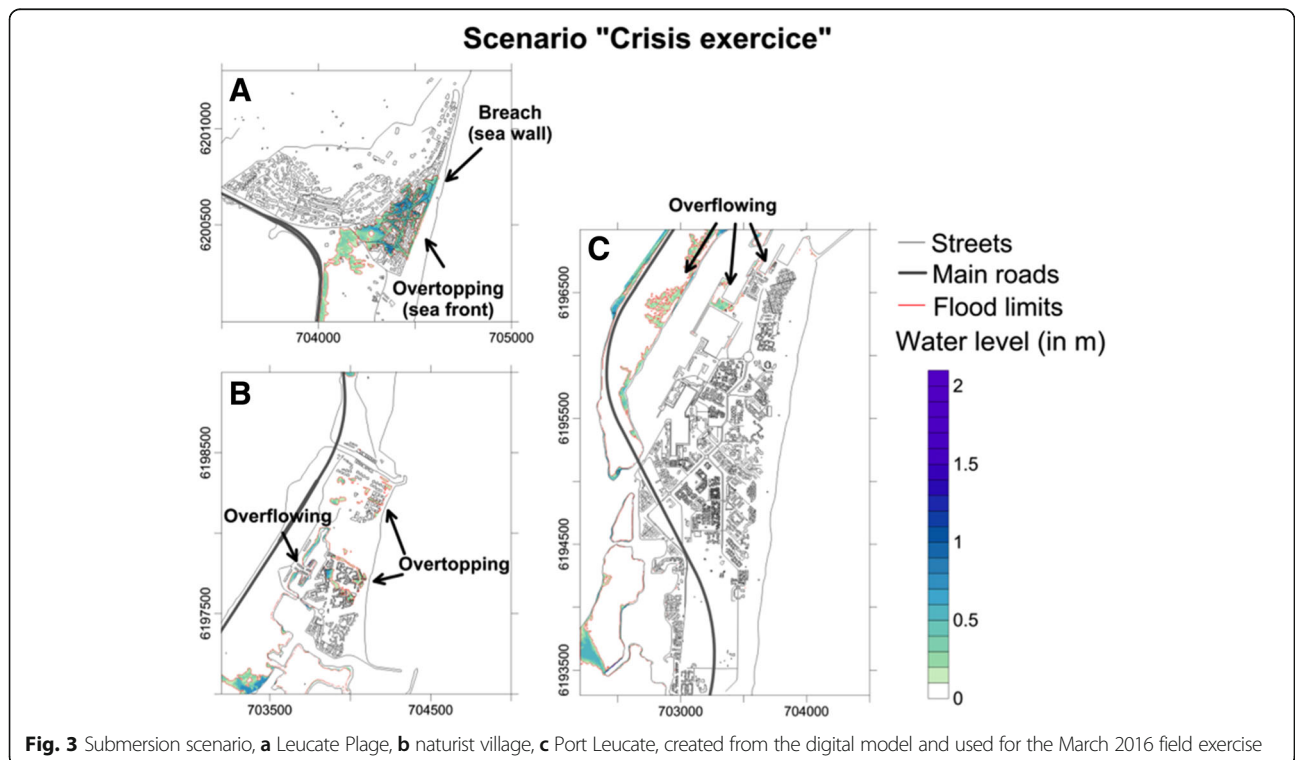 Scenario "Crisis exercice"
A
6201000
6200500
704000
705000
Breach
(sea wall)
Overtopping
(sea front)
B
6198500
6197500
703500
704500
Overflowing
Overtopping
Overflowing
C
6196500
6195500
6194500
6193500
703000
704000
Streets
Main roads
Flood limits
Water level (in m)
2
1.5
1
0.5
0
Fig. 3 Submersion scenario, a Leucate Plage, b naturist village, c Port Leucate, created from the digital model and used for the March 2016 field exercise